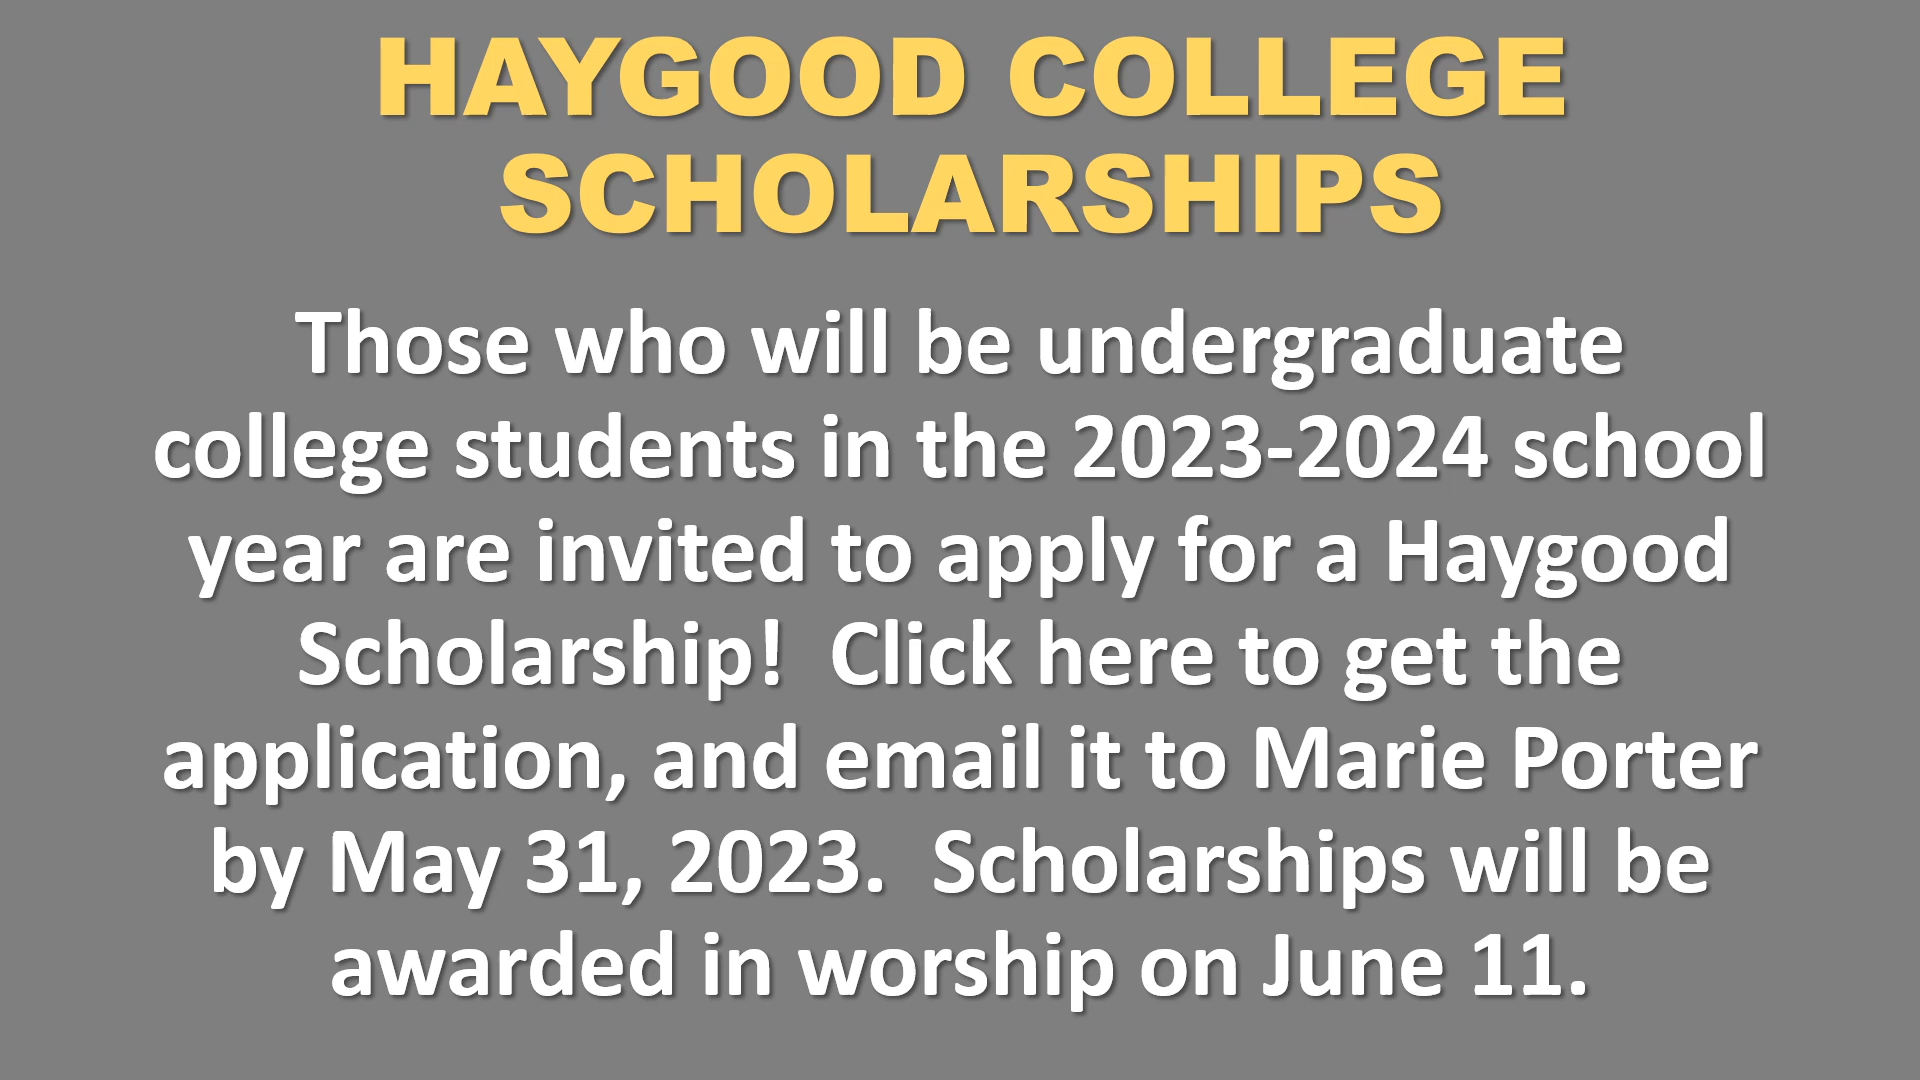 HAYGOOD COLLEGE
SCHOLARSHIPS
Those who will be undergraduate
college students in the 2023-2024 school
year are invited to apply for a Haygood
Scholarship!  Click here to get the
application, and email it to Marie Porter
by May 31, 2023.  Scholarships will be
awarded in worship on June 11.